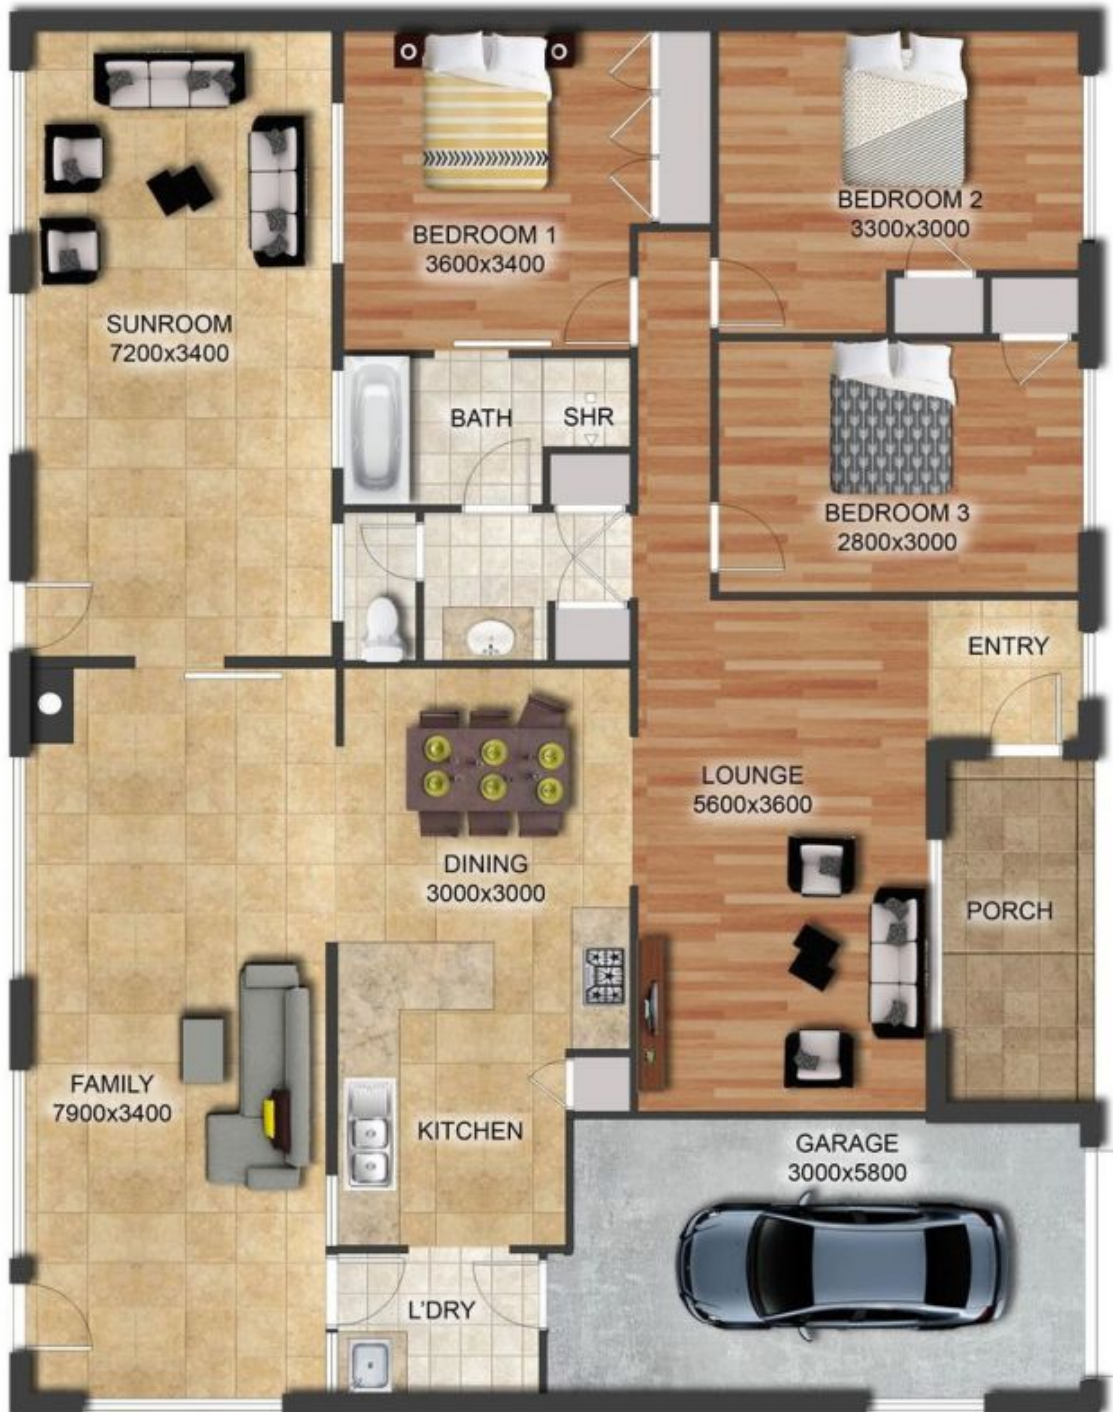 BEDROOM 1
3600x3400
BEDROOM 2
3300x3000
SUNROOM
7200x3400
BATH
SHR
BEDROOM 3
2800x3000
ENTRY
LOUNGE
5600x3600
DINING
3000x3000
PORCH
FAMILY
7900x3400
KITCHEN
GARAGE
3000x5800
L'DRY